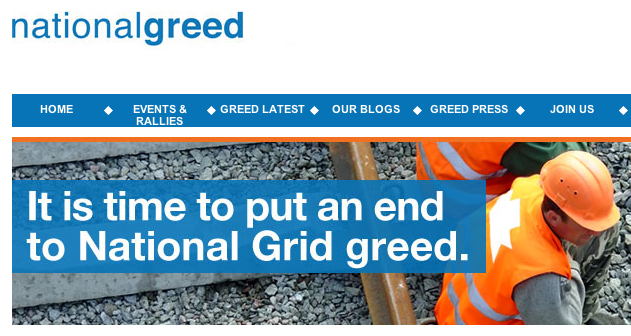 nationalgreed
HOME
EVENTS &
RALLIES
GREED LATEST
OUR BLOGS
GREED PRESS
JOIN US
It is time to put an end
to National Grid greed.